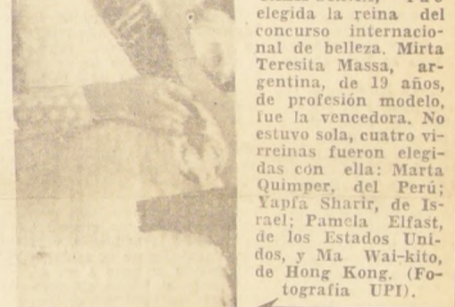 elegida la reina del
concurso internacio-
nal de belleza. Mirta
Teresita Massa, ar-
gentina, de 19 años,
de profesión modelo,
fue la vencedora. No
estuvo sola, cuatro vi-
rreinas fueron elegi-
das con ella: Marta
Quimper, del Perú;
Yapfa Sharir, de Is-
rael; Pamela Elfast,
de los Estados Uni-
dos, y Ma Wai-kito,
de Hong Kong. (Fo-
tografía UPI).